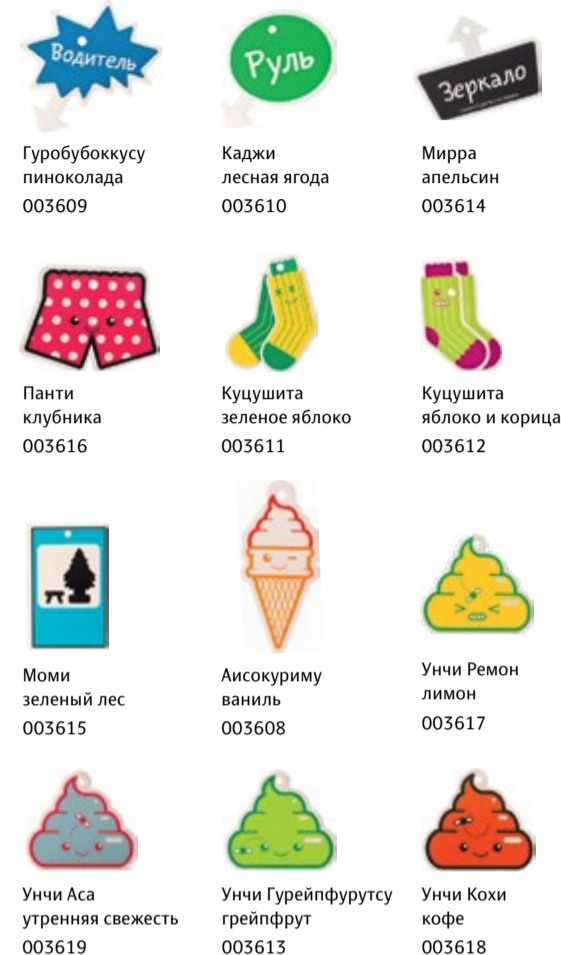 Водитель
Руль
Зеркало
Гуробубоккусу
пиноколада
003609
Каджи
лесная ягода
003610
Мирра
апельсин
003614
Панти
клубника
003616
Куцушита
зеленое яблоко
003611
Куцушита
яблоко и корица
003612
Моми
зеленый лес
003615
Аисокуриму
ваниль
003608
Унчи Ремон
лимон
003617
Унчи Аса
утренняя свежесть
003619
Унчи Гурейпфурутсу
грейпфрут
003613
Унчи Кохи
кофе
003618